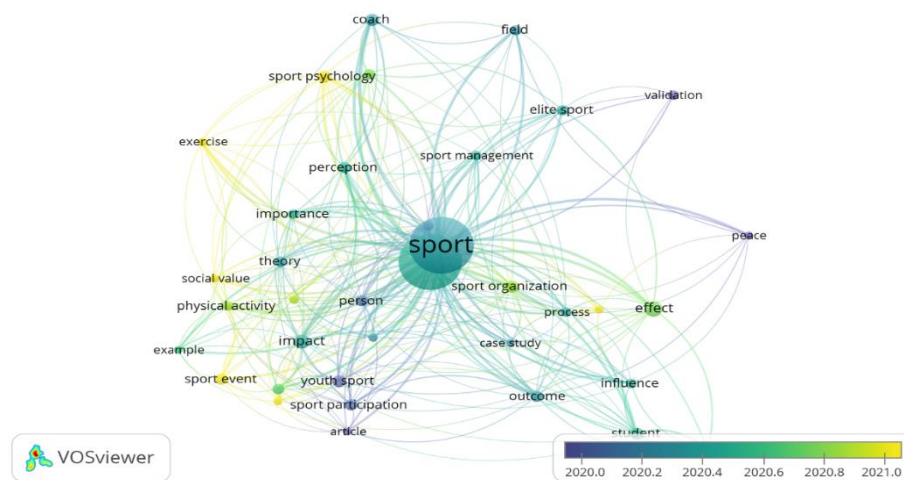 coach
field
sport psychology
validation
elite sport
exercise
sport management
perception
importance
peace
sport
theory
social value
sport organization
physical activity
person
effect
process
impact
case study
example
sport event
youth sport
influence
outcome
sport participation
article
student
VOSviewer
2020.0 2020.2 2020.4 2020.6 2020.8 2021.0